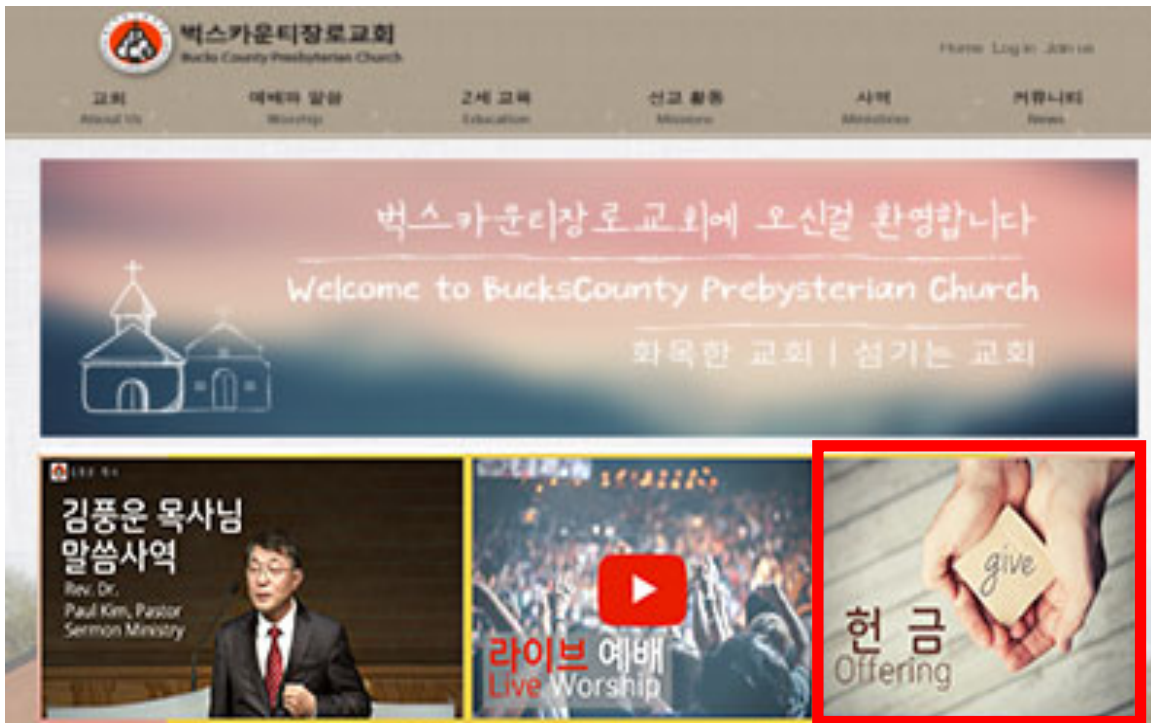 벅스카운티장로교회
Bucks County Presbyterian Church
Home Log in Join us
교회 예배와 말씀 2세 교육 선교 활동 사역 커뮤니티
About Us Worship Education Missions Ministries News
벅스카운티장로교회에 오신걸 환영합니다
Welcome to BucksCounty Prebysterian Church
화목한 교회 | 섬기는 교회
김풍운 목사님
말씀사역
Rev. Dr.
Paul Kim, Pastor
Sermon Ministry
라이브 예배
Live Worship
give
헌 금
Offering